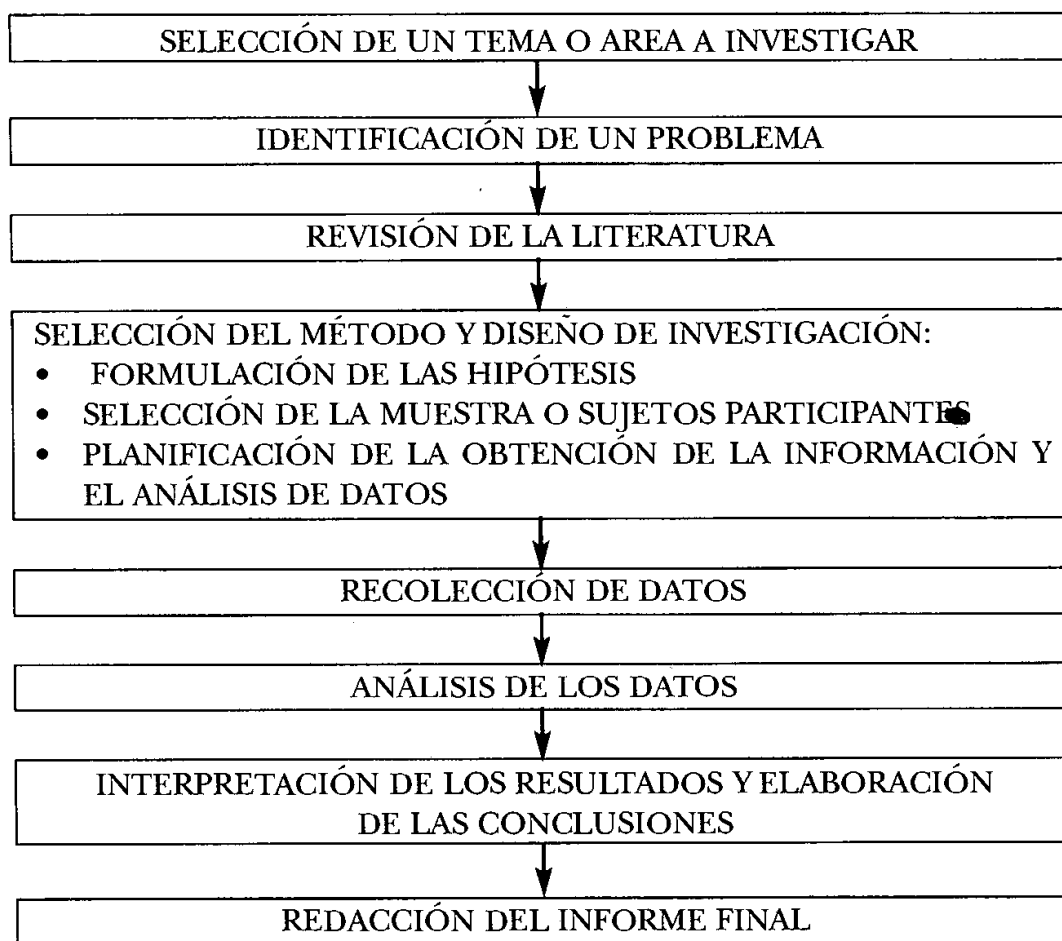 SELECCIÓN DE UN TEMA O AREA A INVESTIGAR
IDENTIFICACIÓN DE UN PROBLEMA
REVISIÓN DE LA LITERATURA
SELECCIÓN DEL MÉTODO Y DISEÑO DE INVESTIGACIÓN:
• FORMULACIÓN DE LAS HIPÓTESIS
• SELECCIÓN DE LA MUESTRA O SUJETOS PARTICIPANTES
• PLANIFICACIÓN DE LA OBTENCIÓN DE LA INFORMACIÓN Y
EL ANÁLISIS DE DATOS
RECOLECCIÓN DE DATOS
ANÁLISIS DE LOS DATOS
INTERPRETACIÓN DE LOS RESULTADOS Y ELABORACIÓN
DE LAS CONCLUSIONES
REDACCIÓN DEL INFORME FINAL